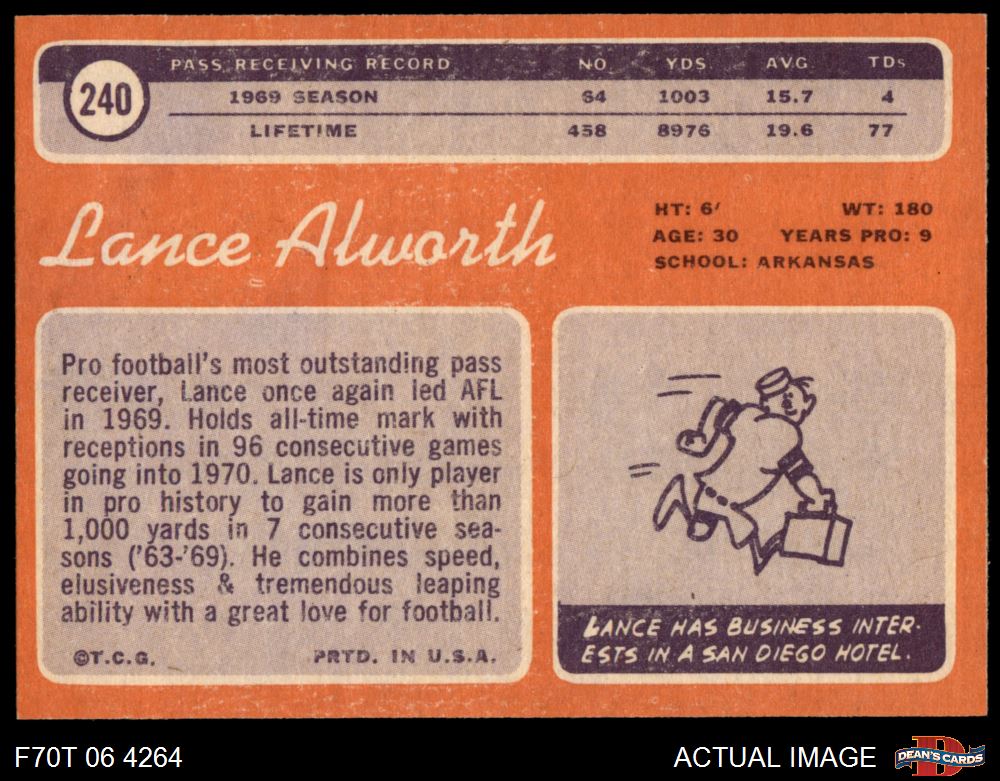 240
PASS RECEIVING RECORD NO. YDS. AVG. TDs
1969 SEASON 64 1003 15.7 4
LIFETIME 458 8976 19.6 77
Lance Alworth
HT: 6' WT: 180
AGE: 30 YEARS PRO: 9
SCHOOL: ARKANSAS
Pro football's most outstanding pass
receiver, Lance once again led AFL
in 1969. Holds all-time mark with
receptions in 96 consecutive games
going into 1970. Lance is only player
in pro history to gain more than
1,000 yards in 7 consecutive sea-
sons ('63-'69). He combines speed,
elusiveness & tremendous leaping
ability with a great love for football.
©T.C.G. PRTD. IN U.S.A.
LANCE HAS BUSINESS INTER-
ESTS IN A SAN DIEGO HOTEL.
F70T 06 4264 ACTUAL IMAGE
D
DEAN'S CARDS